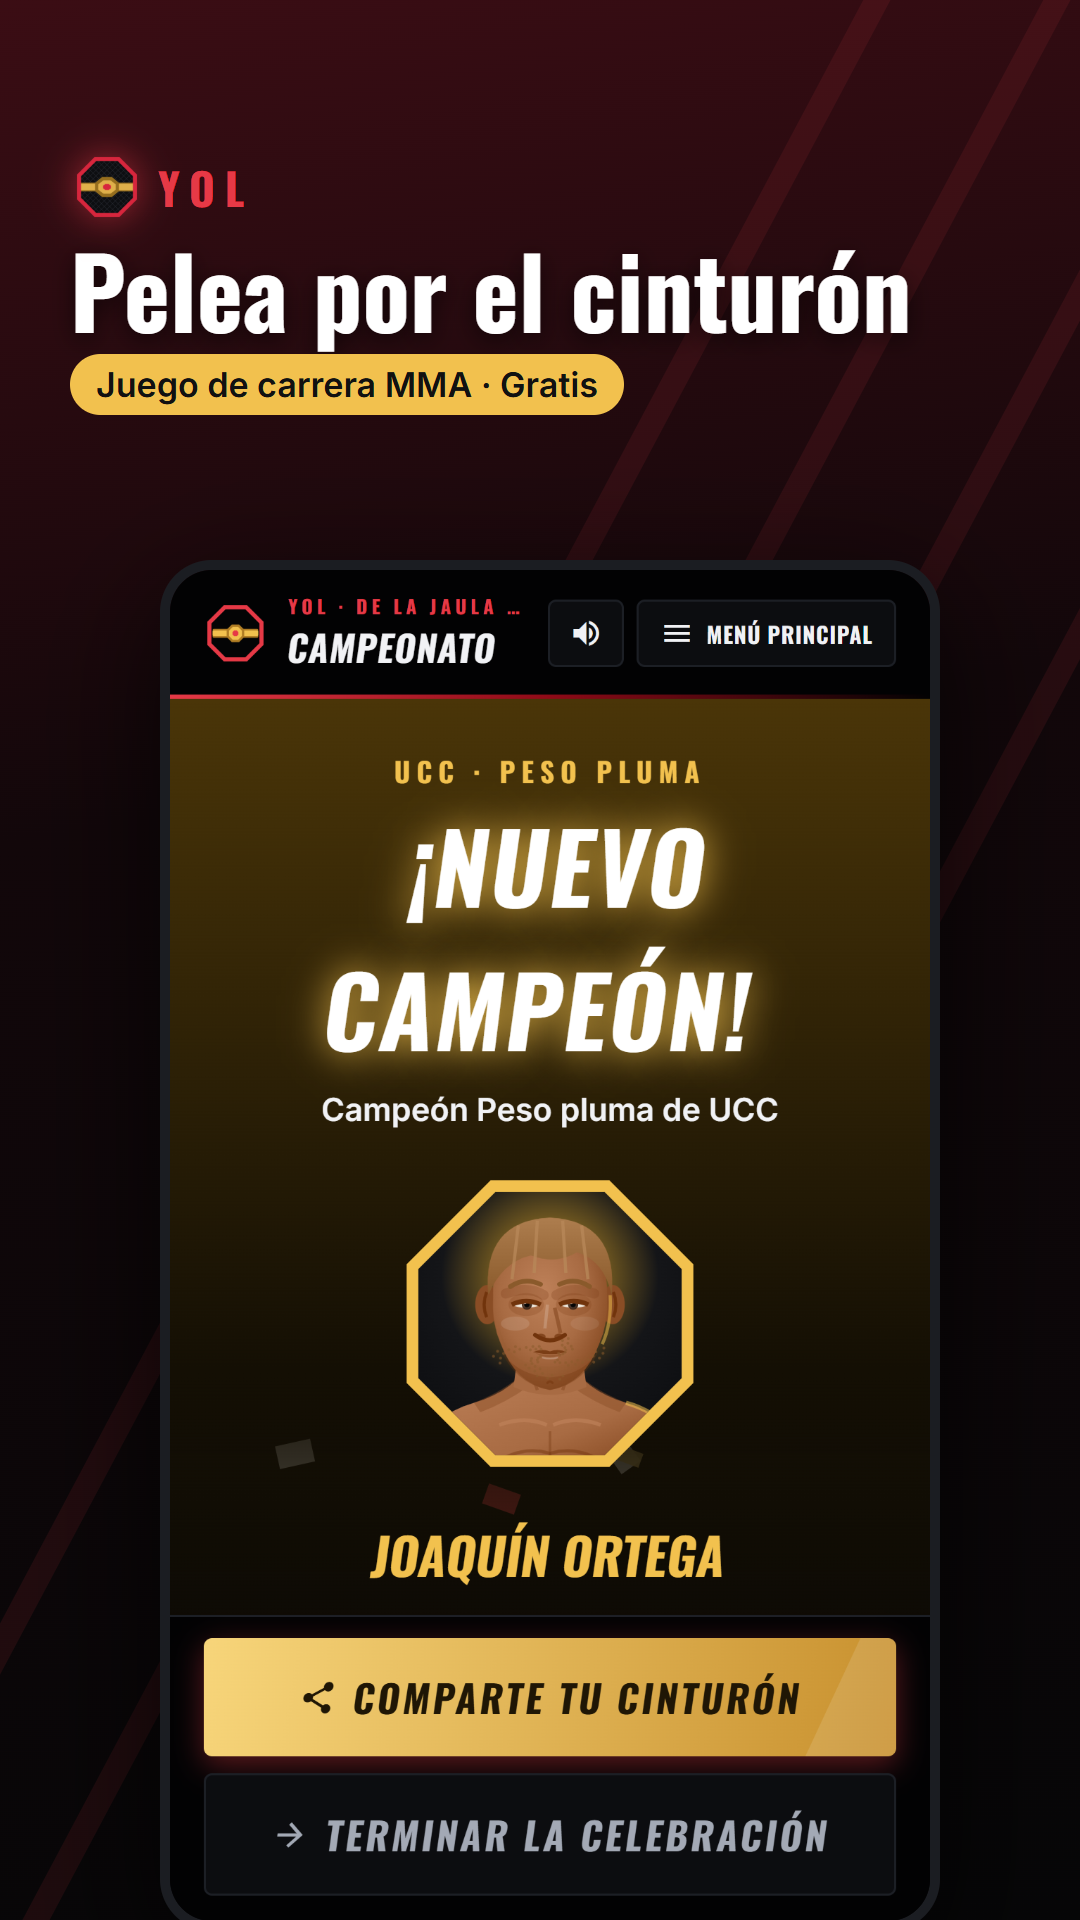 YOL
Pelea por el cinturón
Juego de carrera MMA · Gratis
YOL · DE LA JAULA …
CAMPEONATO
MENÚ PRINCIPAL
UCC · PESO PLUMA
¡NUEVO
CAMPEÓN!
Campeón Peso pluma de UCC
JOAQUÍN ORTEGA
COMPARTE TU CINTURÓN
TERMINAR LA CELEBRACIÓN